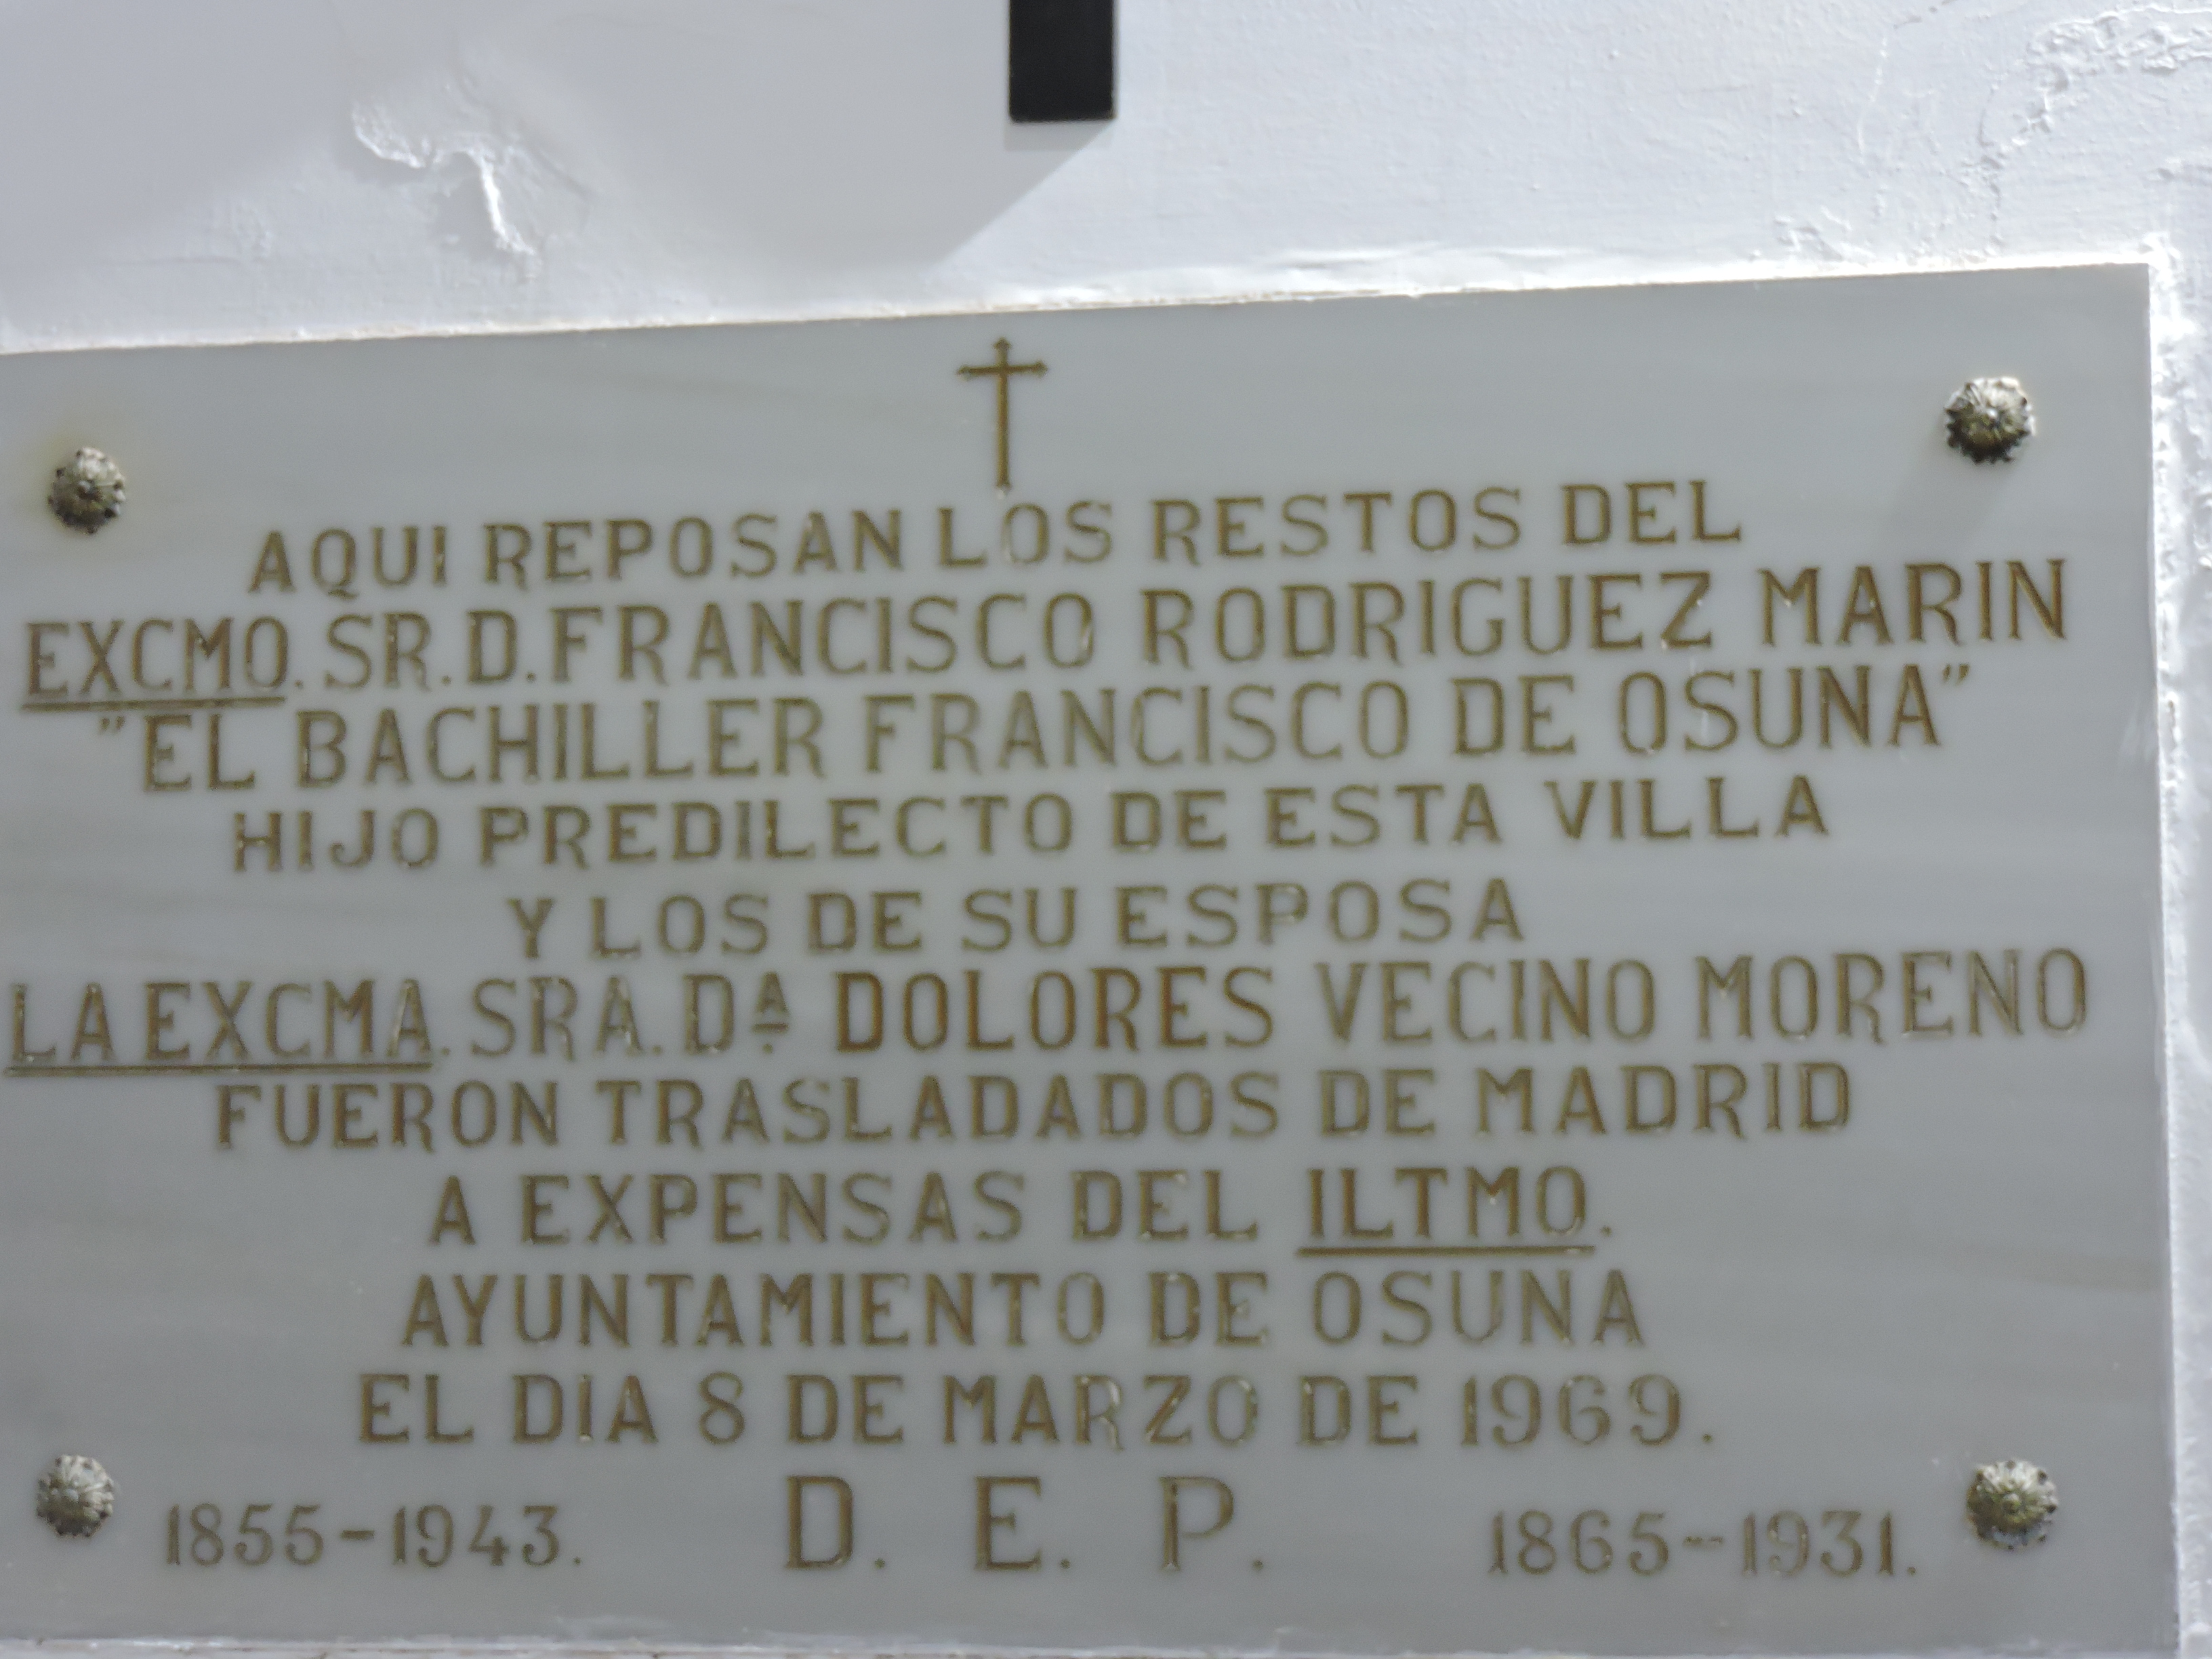 AQUI REPOSAN LOS RESTOS DEL
EXCMO. SR. D. FRANCISCO RODRIGUEZ MARIN
"EL BACHILLER FRANCISCO DE OSUNA"
HIJO PREDILECTO DE ESTA VILLA
Y LOS DE SU ESPOSA
LA EXCMA. SRA. Dª DOLORES VECINO MORENO
FUERON TRASLADADOS DE MADRID
A EXPENSAS DEL ILTMO.
AYUNTAMIENTO DE OSUNA
EL DIA 8 DE MARZO DE 1969.
1855-1943. D. E. P. 1865-1931.